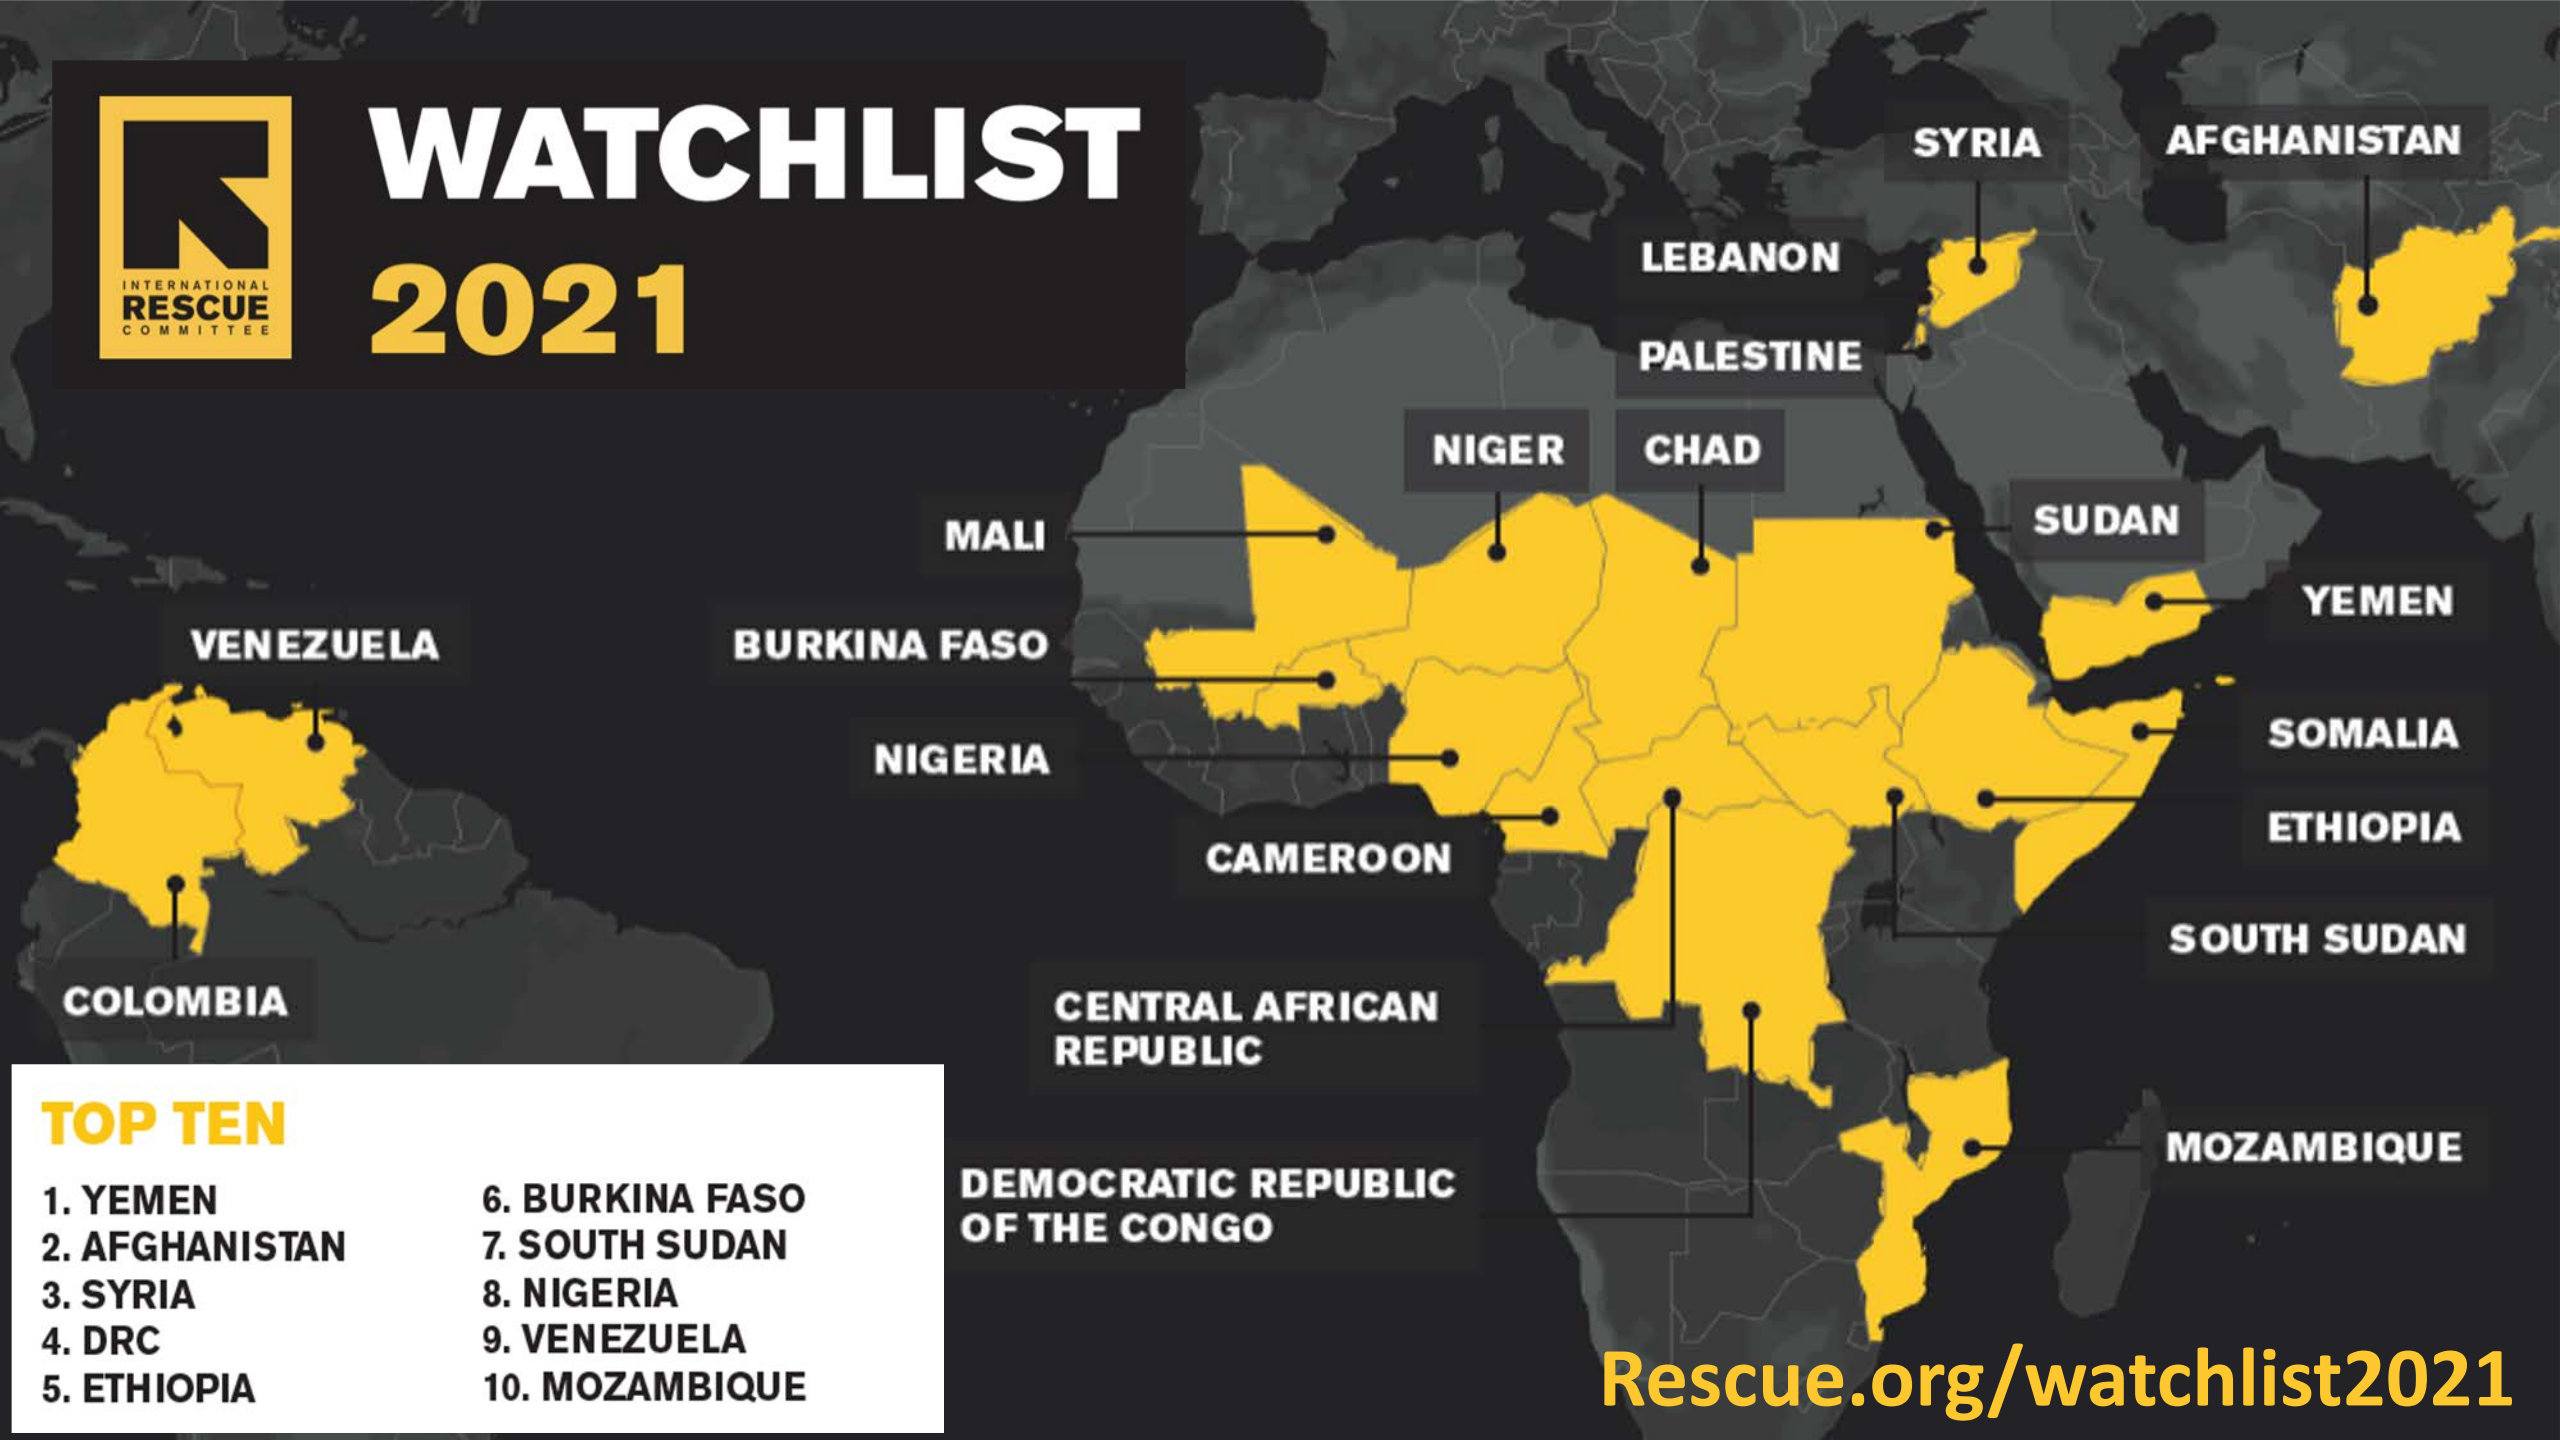 INTERNATIONAL
RESCUE
COMMITTEE
WATCHLIST
2021
SYRIA
AFGHANISTAN
LEBANON
PALESTINE
NIGER
CHAD
MALI
SUDAN
YEMEN
VENEZUELA
BURKINA FASO
SOMALIA
NIGERIA
ETHIOPIA
CAMEROON
SOUTH SUDAN
COLOMBIA
CENTRAL AFRICAN
REPUBLIC
MOZAMBIQUE
DEMOCRATIC REPUBLIC
OF THE CONGO
TOP TEN
1. YEMEN
2. AFGHANISTAN
3. SYRIA
4. DRC
5. ETHIOPIA
6. BURKINA FASO
7. SOUTH SUDAN
8. NIGERIA
9. VENEZUELA
10. MOZAMBIQUE
Rescue.org/watchlist2021